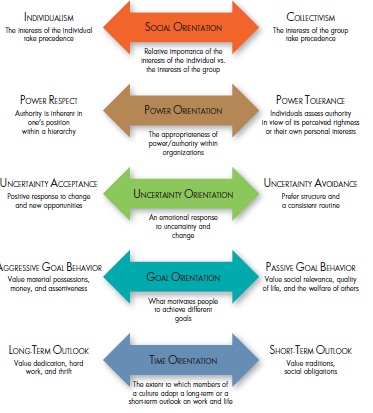 INDIVIDUALISM
The interests of the individual
take precedence
SOCIAL ORIENTATION
Relative importance of the
interests of the individual vs.
the interests of the group
COLLECTIVISM
The interests of the group
take precedence
POWER RESPECT
Authority is inherent in
one's position
within a hierarchy
POWER ORIENTATION
The appropriateness of
power/authority within
organizations
POWER TOLERANCE
Individuals assess authority
in view of its perceived rightness
or their own personal interests
UNCERTAINTY ACCEPTANCE
Positive response to change
and new opportunities
UNCERTAINTY ORIENTATION
An emotional response
to uncertainty and
change
UNCERTAINTY AVOIDANCE
Prefer structure and
a consistent routine
AGGRESSIVE GOAL BEHAVIOR
Value material possessions,
money, and assertiveness
GOAL ORIENTATION
What motivates people
to achieve different
goals
PASSIVE GOAL BEHAVIOR
Value social relevance, quality
of life, and the welfare of others
LONG-TERM OUTLOOK
Value dedication, hard
work, and thrift
TIME ORIENTATION
The extent to which members of
a culture adopt a long-term or a
short-term outlook on work and life
SHORT-TERM OUTLOOK
Value traditions,
social obligations